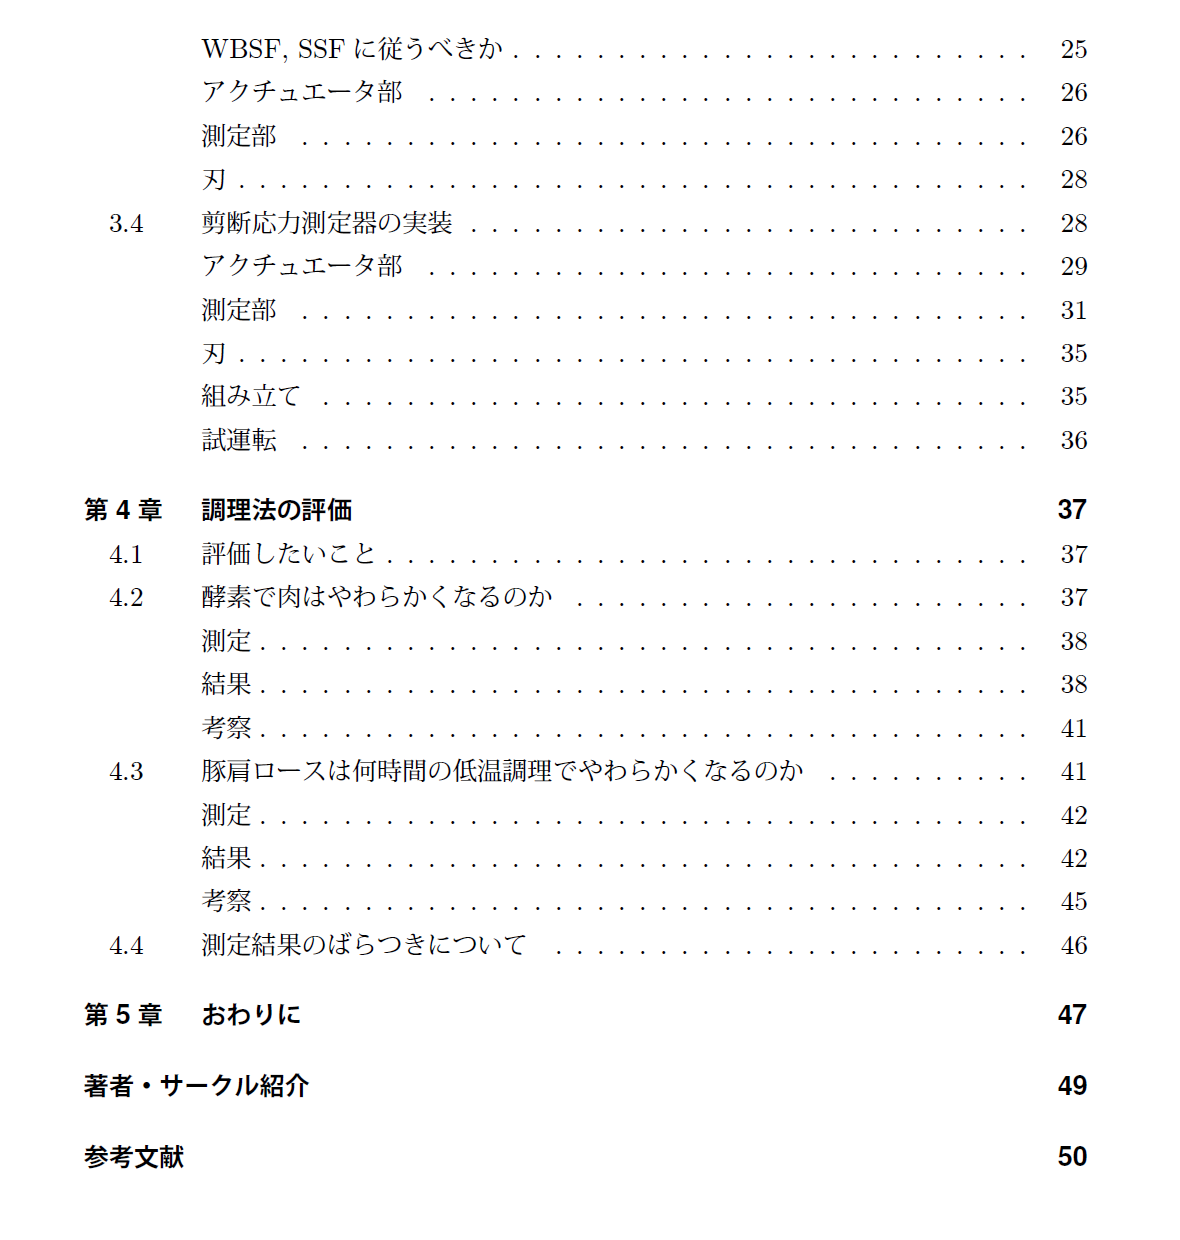 WBSF, SSF に従うべきか . . . . . . . . . . . . . . . . . . . . . . . . . 25
アクチュエータ部 . . . . . . . . . . . . . . . . . . . . . . . . . . . . . 26
測定部 . . . . . . . . . . . . . . . . . . . . . . . . . . . . . . . . . . . 26
刃 . . . . . . . . . . . . . . . . . . . . . . . . . . . . . . . . . . . . . . 28
3.4 剪断応力測定器の実装 . . . . . . . . . . . . . . . . . . . . . . . . . . . 28
アクチュエータ部 . . . . . . . . . . . . . . . . . . . . . . . . . . . . . 29
測定部 . . . . . . . . . . . . . . . . . . . . . . . . . . . . . . . . . . . 31
刃 . . . . . . . . . . . . . . . . . . . . . . . . . . . . . . . . . . . . . . 35
組み立て . . . . . . . . . . . . . . . . . . . . . . . . . . . . . . . . . . 35
試運転 . . . . . . . . . . . . . . . . . . . . . . . . . . . . . . . . . . . 36
第 4 章 調理法の評価 37
4.1 評価したいこと . . . . . . . . . . . . . . . . . . . . . . . . . . . . . . . 37
4.2 酵素で肉はやわらかくなるのか . . . . . . . . . . . . . . . . . . . . . . 37
測定 . . . . . . . . . . . . . . . . . . . . . . . . . . . . . . . . . . . . . 38
結果 . . . . . . . . . . . . . . . . . . . . . . . . . . . . . . . . . . . . . 38
考察 . . . . . . . . . . . . . . . . . . . . . . . . . . . . . . . . . . . . . 41
4.3 豚肩ロースは何時間の低温調理でやわらかくなるのか . . . . . . . . . . 41
測定 . . . . . . . . . . . . . . . . . . . . . . . . . . . . . . . . . . . . . 42
結果 . . . . . . . . . . . . . . . . . . . . . . . . . . . . . . . . . . . . . 42
考察 . . . . . . . . . . . . . . . . . . . . . . . . . . . . . . . . . . . . . 45
4.4 測定結果のばらつきについて . . . . . . . . . . . . . . . . . . . . . . . 46
第 5 章 おわりに 47
著者・サークル紹介 49
参考文献 50